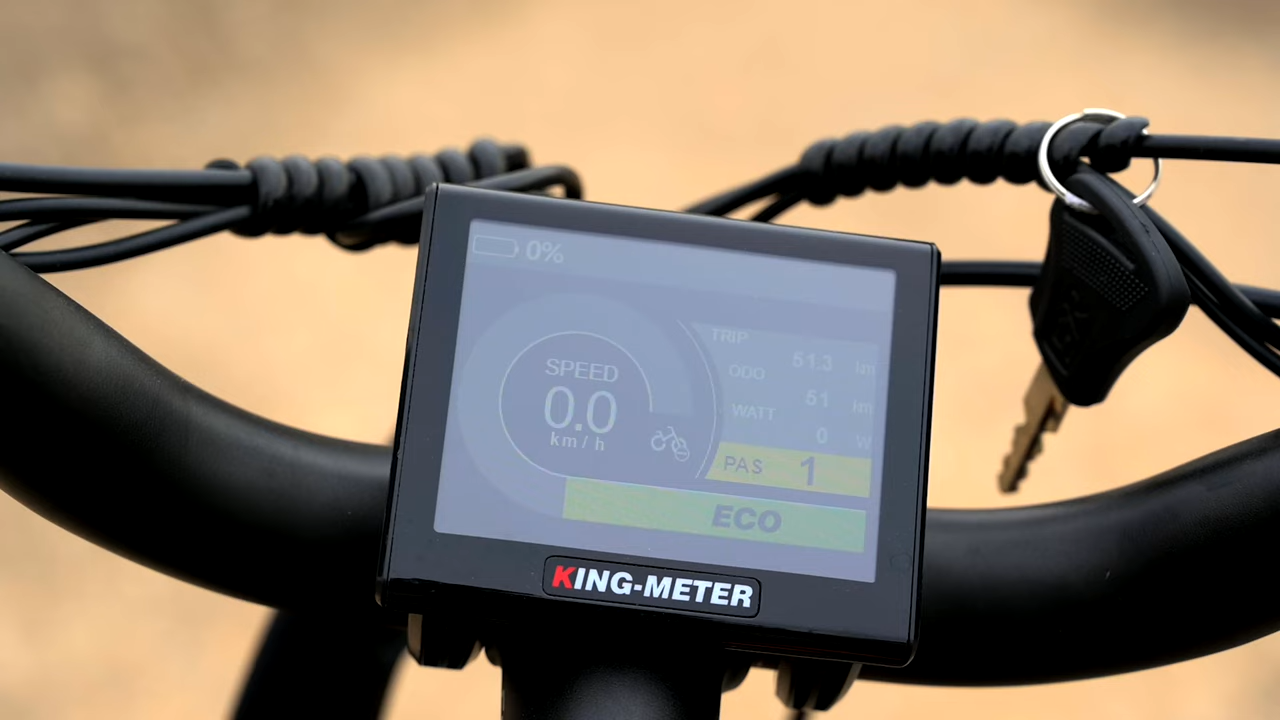 0%
SPEED
0.0
km/h
TRIP
51.3
ODO
51
WATT
0 W
PAS 1
ECO
KING-METER